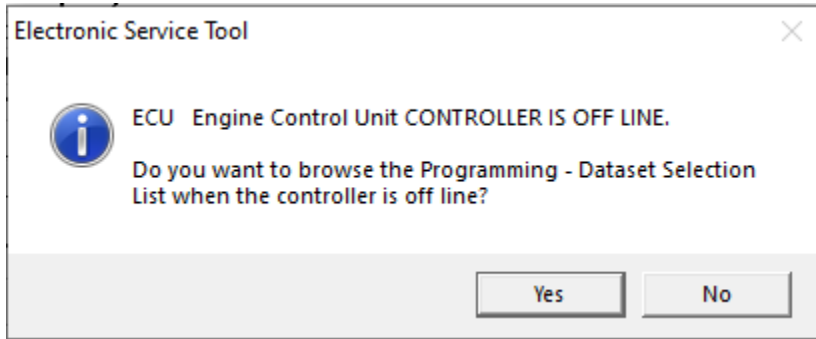 Electronic Service Tool
ECU   Engine Control Unit CONTROLLER IS OFF LINE.
Do you want to browse the Programming - Dataset Selection
List when the controller is off line?
Yes
No